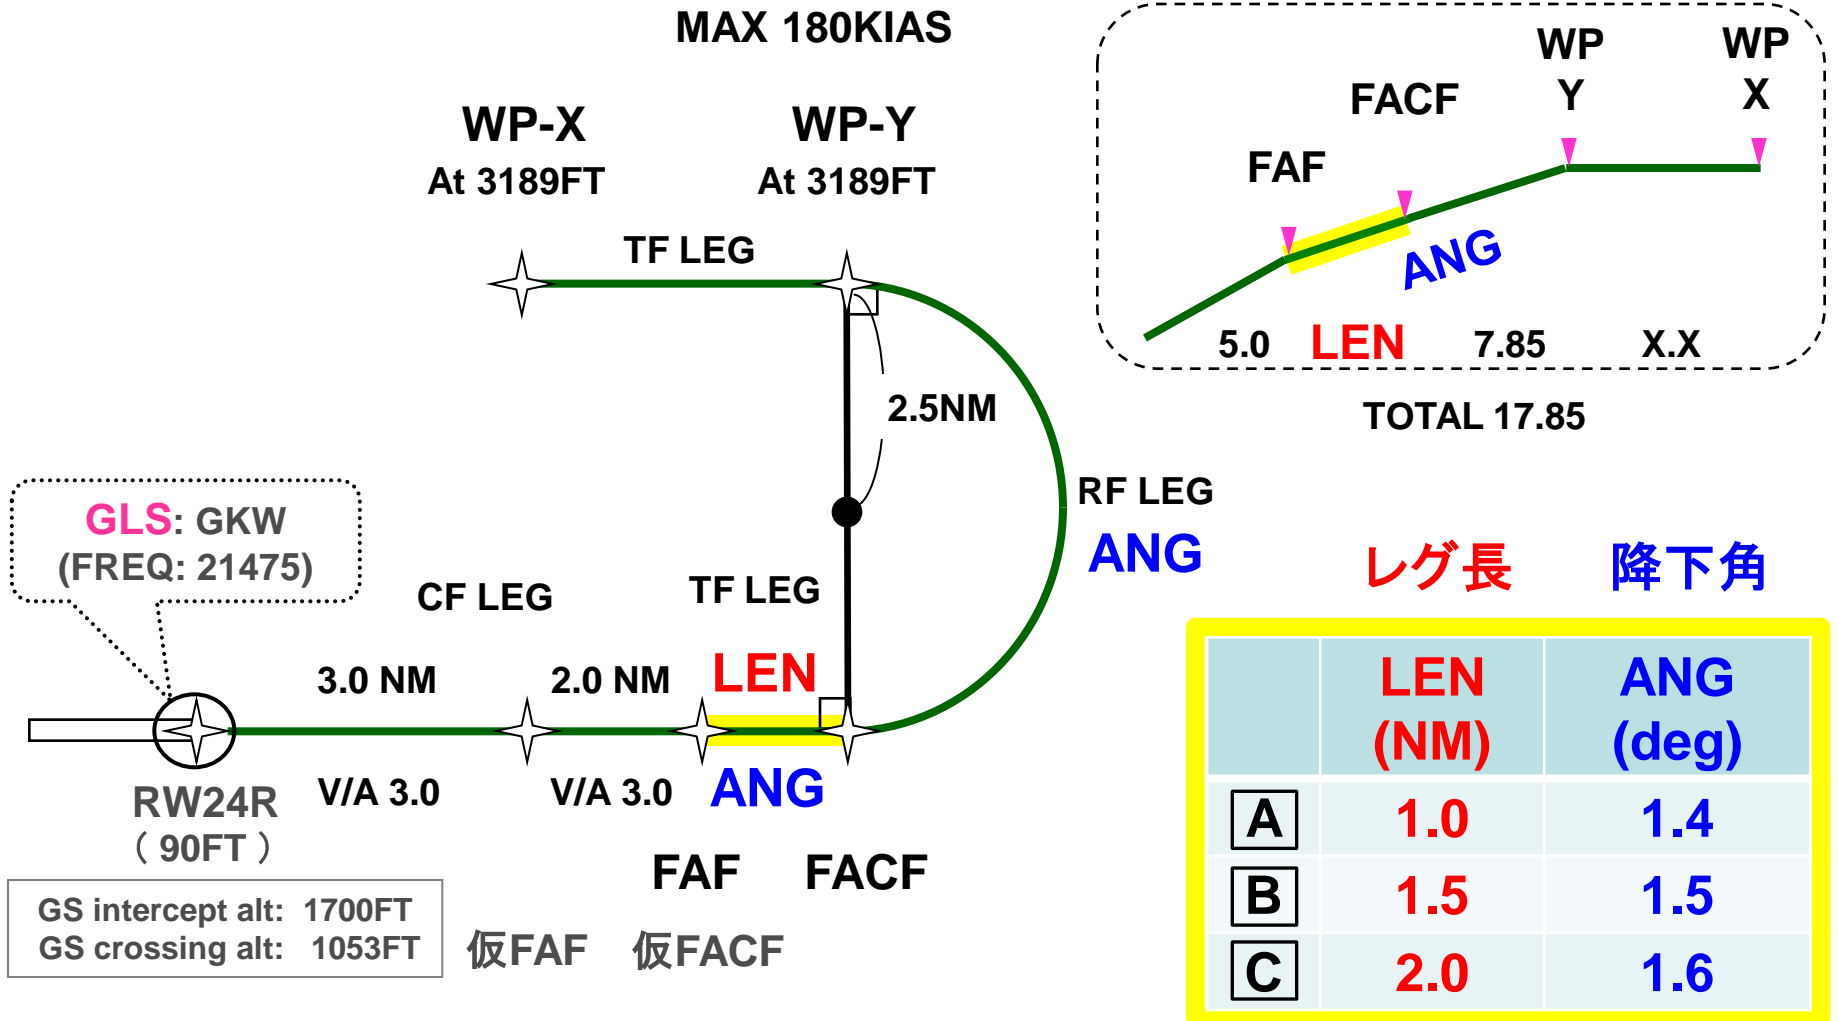 MAX 180KIAS
WP-X
At 3189FT
WP-Y
At 3189FT
TF LEG
2.5NM
RF LEG
ANG
GLS: GKW
(FREQ: 21475)
CF LEG
TF LEG
3.0 NM
2.0 NM
LEN
V/A 3.0
V/A 3.0
ANG
RW24R
( 90FT )
FAF
FACF
GS intercept alt: 1700FT
GS crossing alt: 1053FT
仮FAF
仮FACF
WP
Y
WP
X
FACF
FAF
ANG
5.0 LEN 7.85 X.X
TOTAL 17.85
レグ長 降下角
LEN ANG
(NM) (deg)
A 1.0 1.4
B 1.5 1.5
C 2.0 1.6